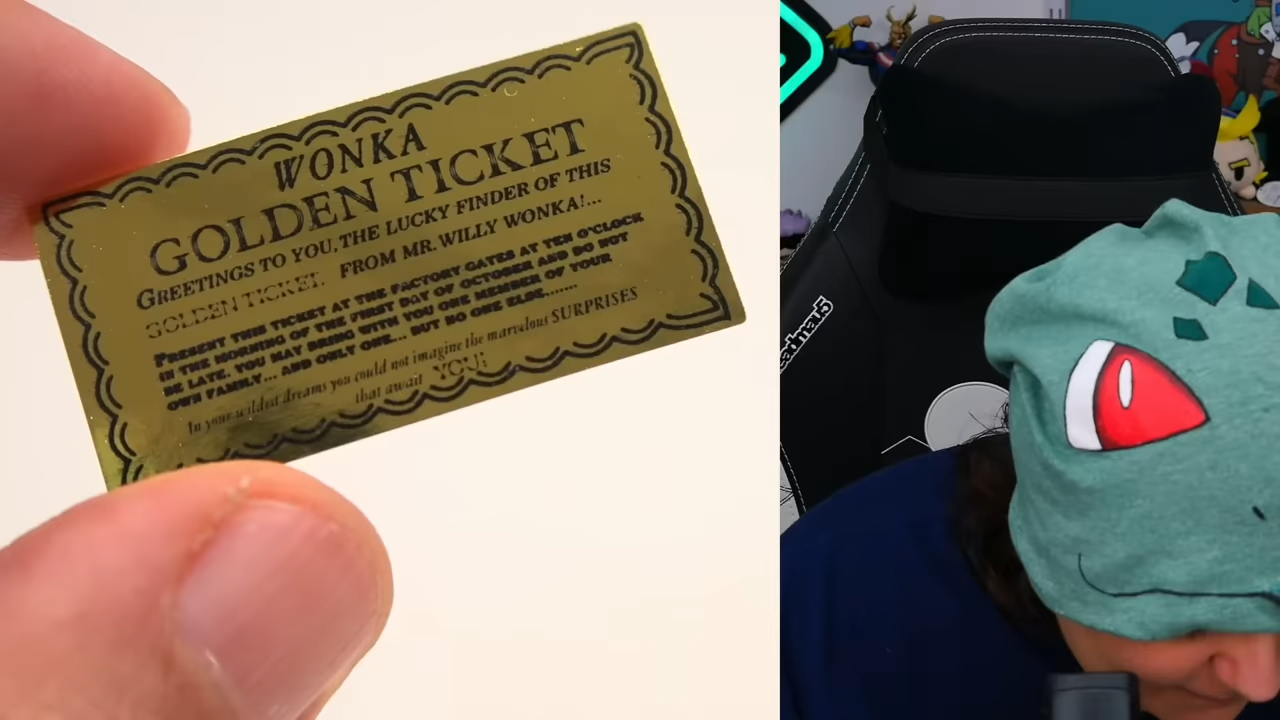 WONKA
GOLDEN TICKET
GREETINGS TO YOU, THE LUCKY FINDER OF THIS
GOLDEN TICKET, FROM MR. WILLY WONKA!...
PRESENT THIS TICKET AT THE FACTORY GATES AT TEN O'CLOCK
IN THE MORNING OF THE FIRST DAY OF OCTOBER AND DO NOT
BE LATE. YOU MAY BRING WITH YOU ONE MEMBER OF YOUR
OWN FAMILY... AND ONLY ONE... BUT NO ONE ELSE.......
In your wildest dreams you could not imagine the marvelous SURPRISES
that await YOU!
eadmau5